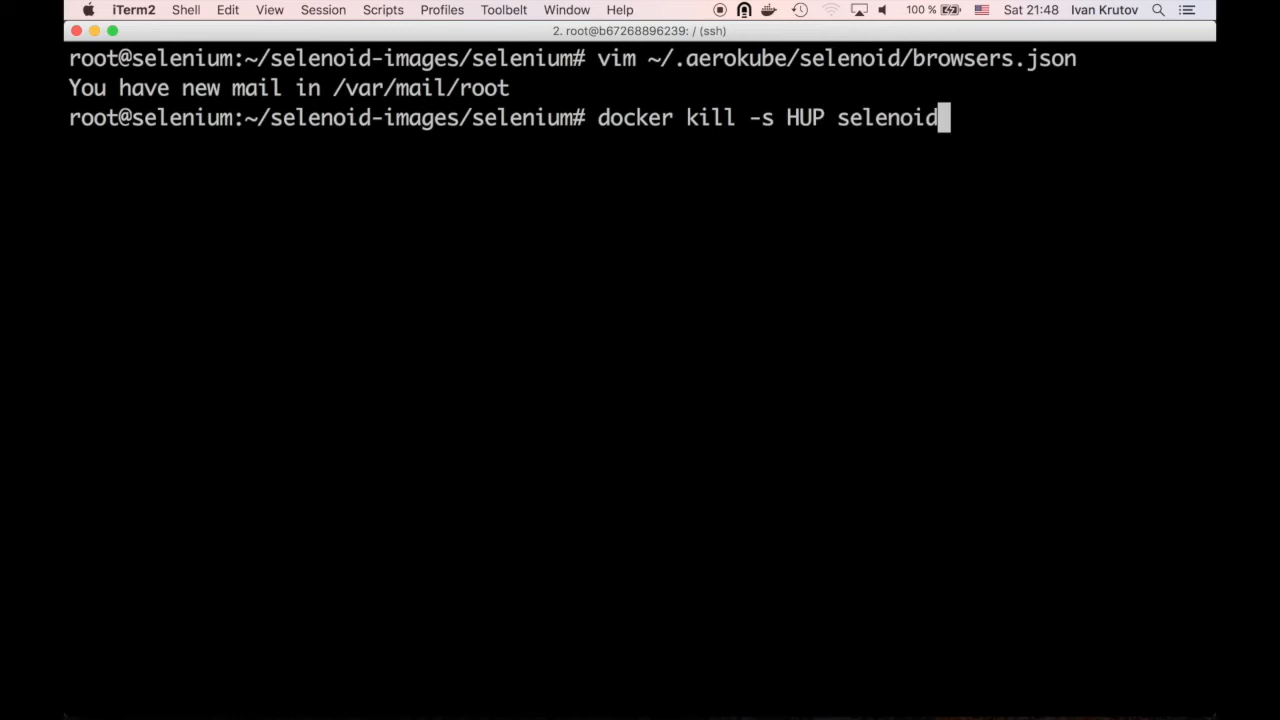 iTerm2 Shell Edit View Session Scripts Profiles Toolbelt Window Help 100 % Sat 21:48 Ivan Krutov
2. root@b67268896239: / (ssh)
root@selenium:~/selenoid-images/selenium# vim ~/.aerokube/selenoid/browsers.json
You have new mail in /var/mail/root
root@selenium:~/selenoid-images/selenium# docker kill -s HUP selenoid